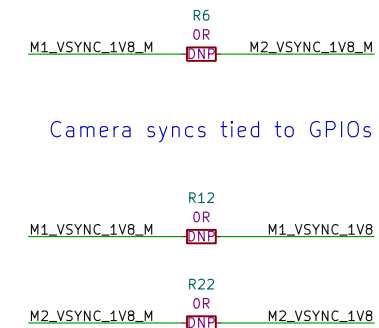 R6
0R
M1_VSYNC_1V8_M DNP M2_VSYNC_1V8_M
Camera syncs tied to GPIOs
R12
0R
M1_VSYNC_1V8_M DNP M1_VSYNC_1V8
R22
0R
M2_VSYNC_1V8_M DNP M2_VSYNC_1V8